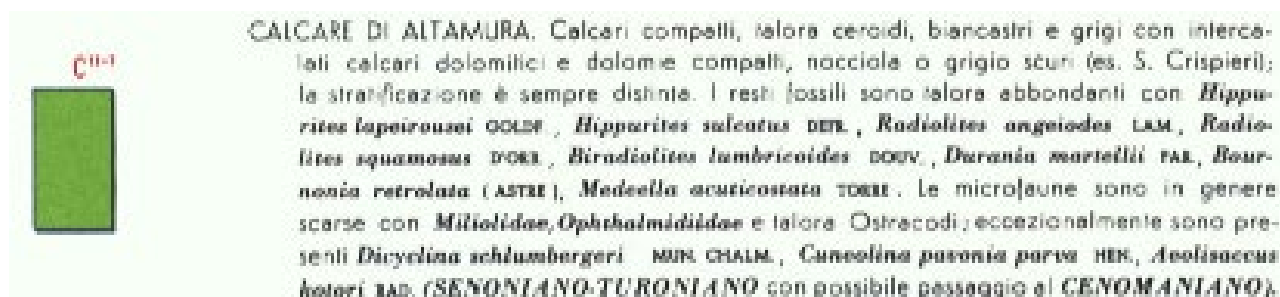 CALCARE DI ALTAMURA. Calcari compatti, talora ceroidi, biancastri e grigi con interca-
C11-1
lati calcari dolomitici e dolomie compatti, nocciola o grigio scuri (es. S. Crispieri);
la stratificazione è sempre distinta. I resti fossili sono talora abbondanti con Hippu-
rites lapeirousei GOLDF., Hippurites sulcatus DEFR., Radiolites angeiodes LAM., Radio-
lites squamosus D'ORB., Biradiolites lumbricoides DOUV., Durania martellii PAR., Bour-
nonia retrolata (ASTRE), Medeella acuticostata TORRE. Le microfaune sono in genere
scarse con Miliolidae, Ophthalmidiidae e talora Ostracodi; eccezionalmente sono pre-
senti Dicyclina schlumbergeri MUN. CHALM., Cuneolina pavonia parva HEN., Aeolisaccus
kotori RAD. (SENONIANO-TURONIANO con possibile passaggio al CENOMANIANO).